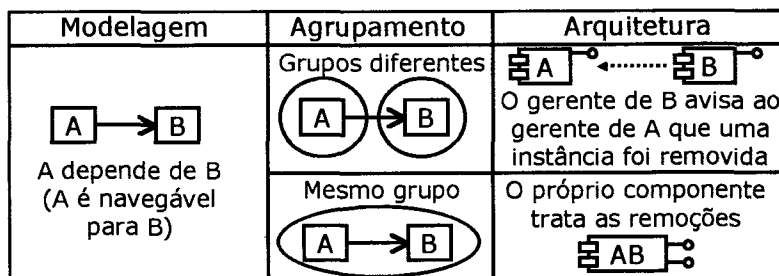 Modelagem
Agrupamento
Arquitetura
A
B
A depende de B
(A é navegável
para B)
Grupos diferentes
A
B
A
B
O gerente de B avisa ao
gerente de A que uma
instância foi removida
Mesmo grupo
A
B
O próprio componente
trata as remoções
AB